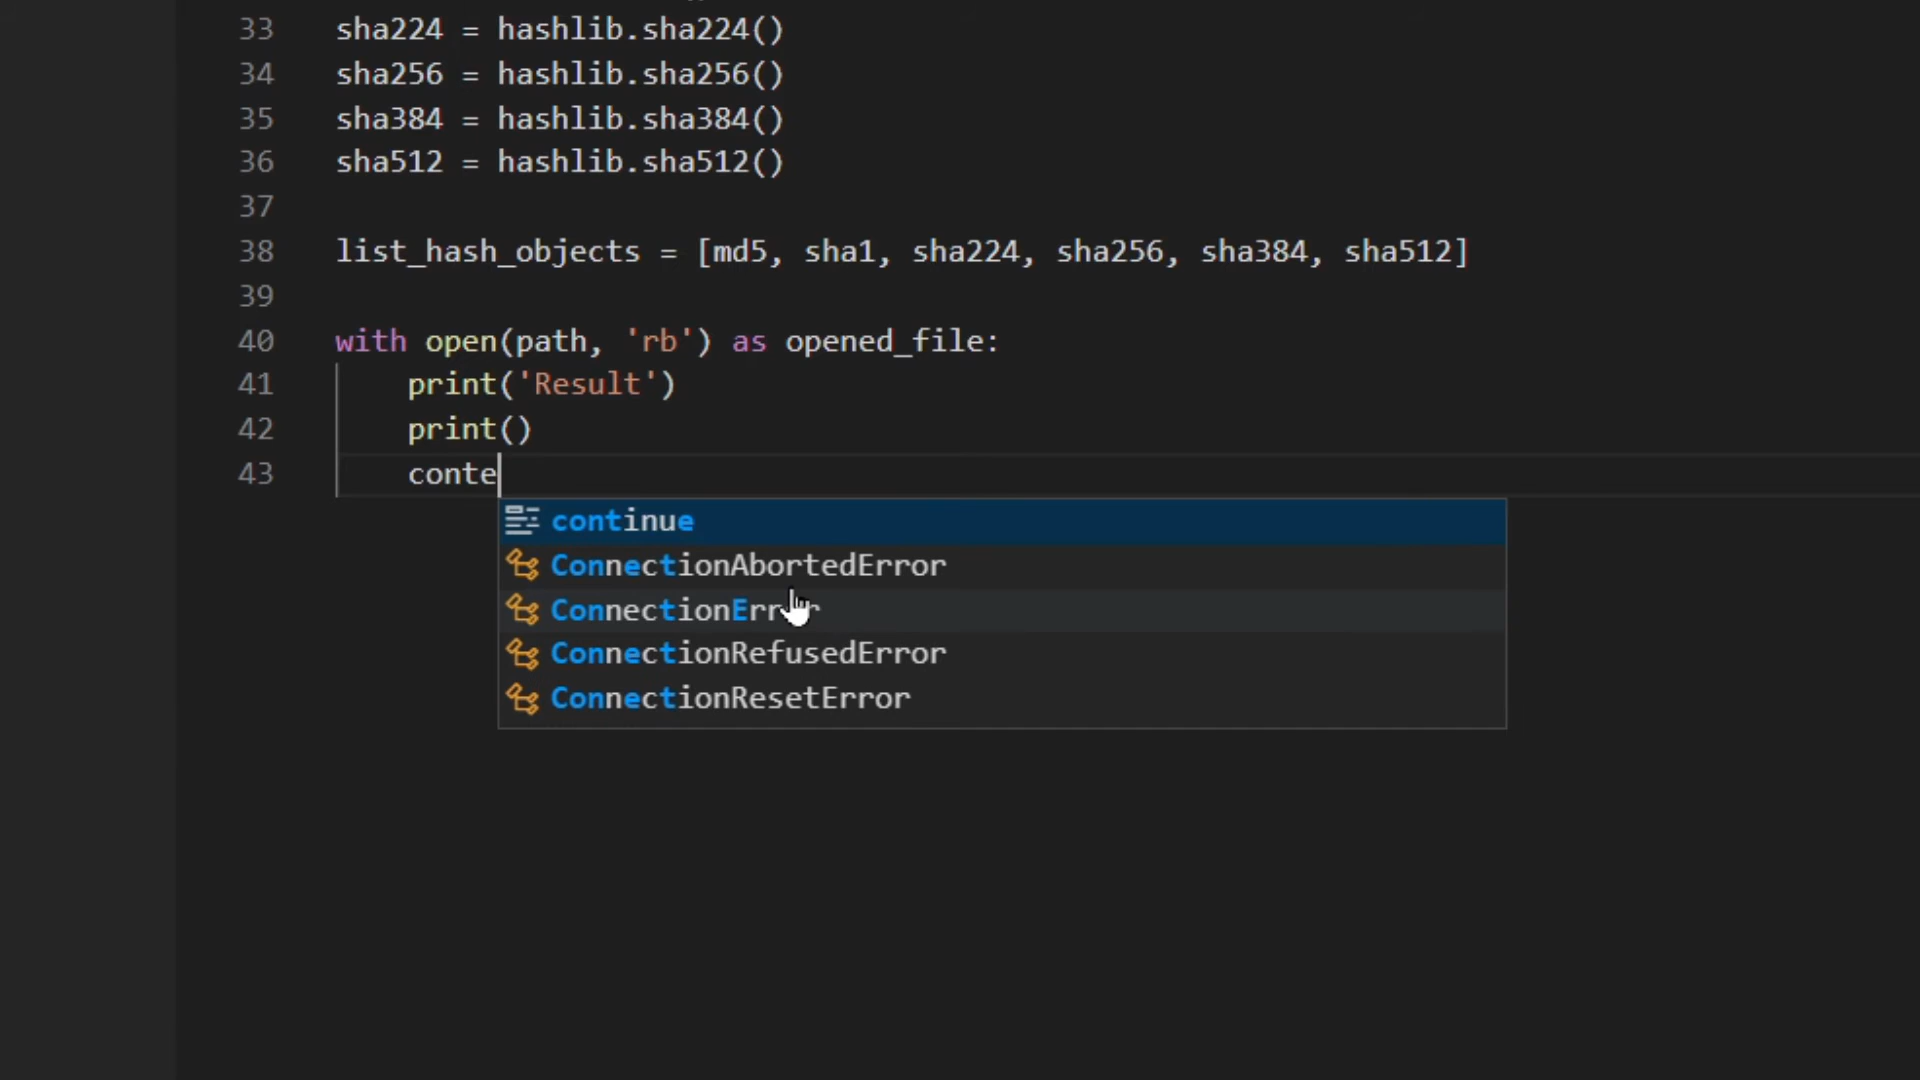 33 sha224 = hashlib.sha224()
34 sha256 = hashlib.sha256()
35 sha384 = hashlib.sha384()
36 sha512 = hashlib.sha512()
37
38 list_hash_objects = [md5, sha1, sha224, sha256, sha384, sha512]
39
40 with open(path, 'rb') as opened_file:
41 print('Result')
42 print()
43 conte
continue
ConnectionAbortedError
ConnectionError
ConnectionRefusedError
ConnectionResetError